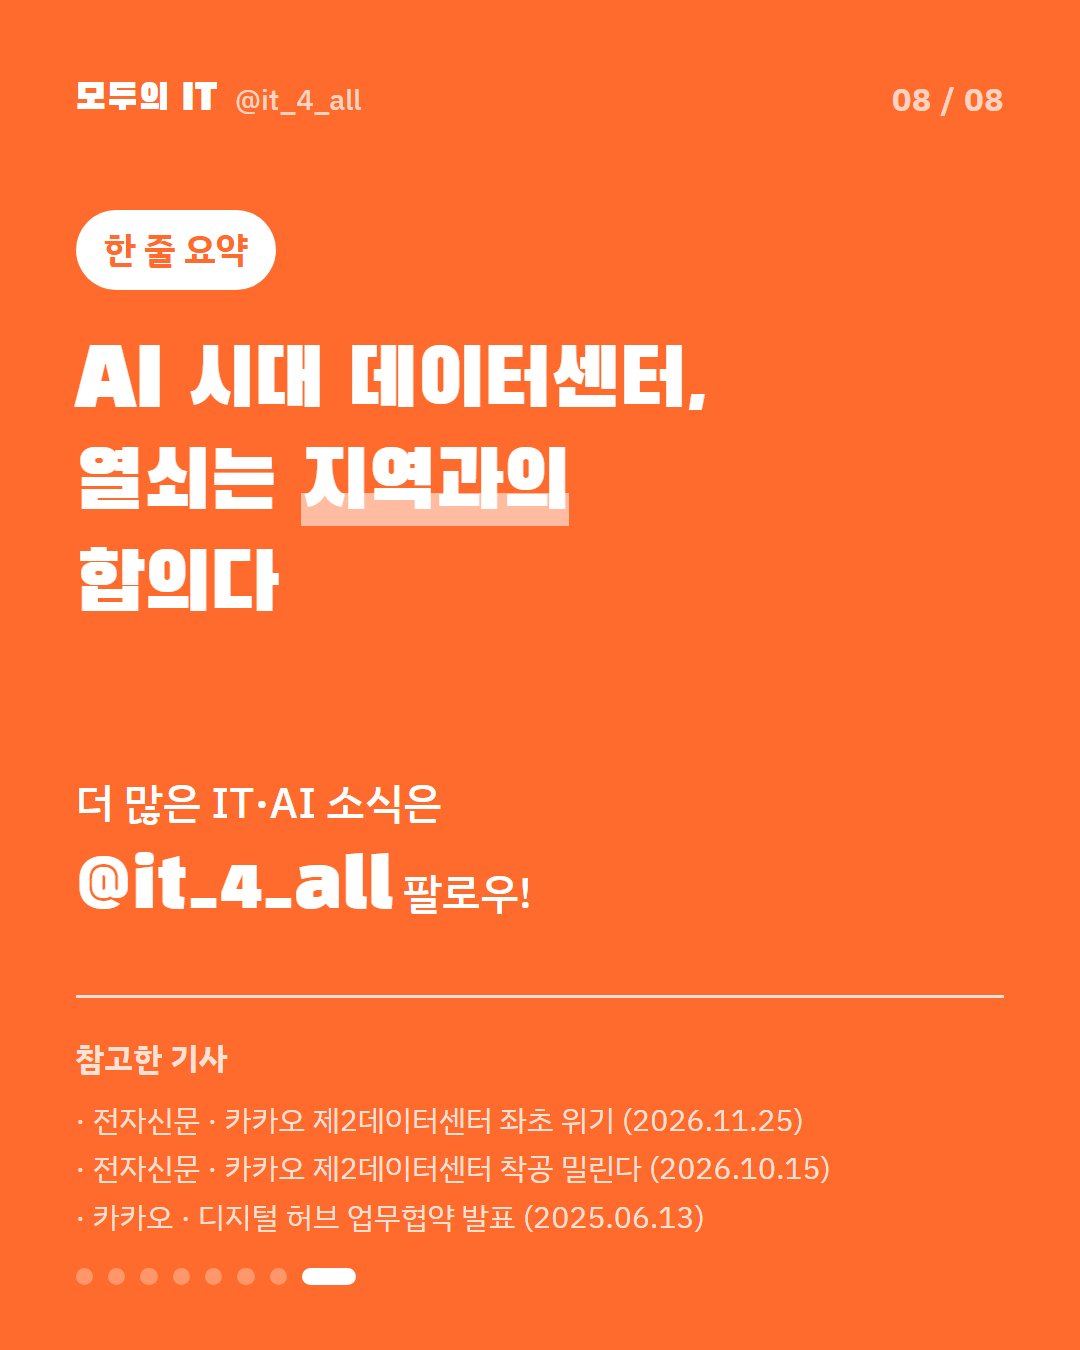 모두의 IT @it_4_all
08 / 08
한 줄 요약
AI 시대 데이터센터,
열쇠는 지역과의
합의다
더 많은 IT·AI 소식은
@it_4_all 팔로우!
참고한 기사
· 전자신문 · 카카오 제2데이터센터 좌초 위기 (2026.11.25)
· 전자신문 · 카카오 제2데이터센터 착공 밀린다 (2026.10.15)
· 카카오 · 디지털 허브 업무협약 발표 (2025.06.13)